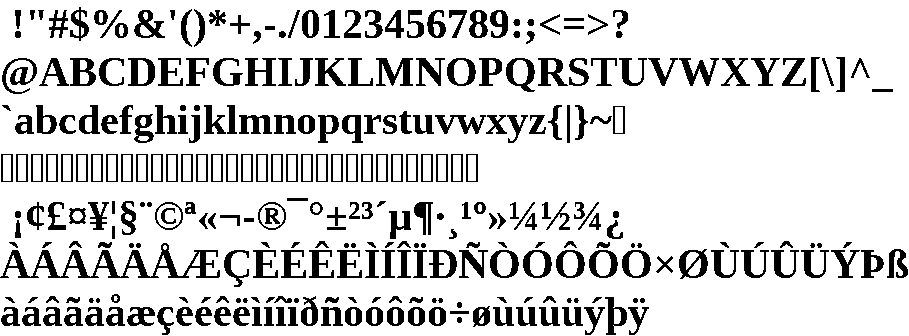 !"#$%&'()*+,-./0123456789:;<=>?
@ABCDEFGHIJKLMNOPQRSTUVWXYZ[\]^_
`abcdefghijklmnopqrstuvwxyz{|}~
¡¢£¤¥¦§¨©ª«¬-®¯°±²³´µ¶·¸¹º»¼½¾¿
ÀÁÂÃÄÅÆÇÈÉÊËÌÍÎÏÐÑÒÓÔÕÖ×ØÙÚÛÜÝÞß
àáâãäåæçèéêëìíîïðñòóôõö÷øùúûüýþÿ